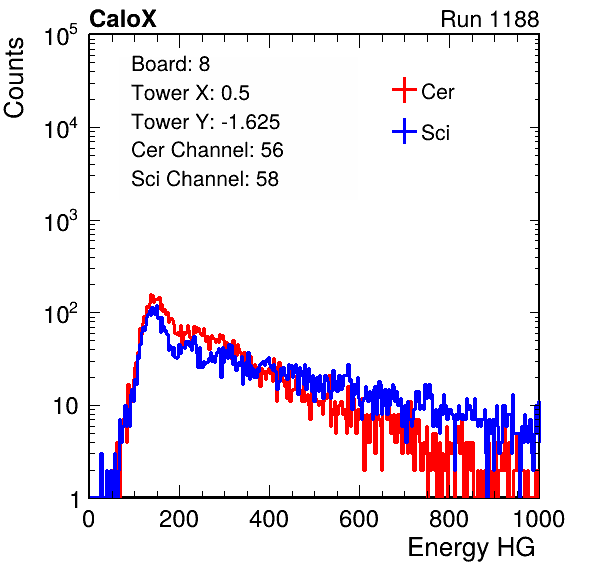 CaloX Run 1188
Counts
Board: 8
Tower X: 0.5
Tower Y: -1.625
Cer Channel: 56
Sci Channel: 58
Cer
Sci
10^5
10^4
10^3
10^2
10
1
0 200 400 600 800 1000
Energy HG